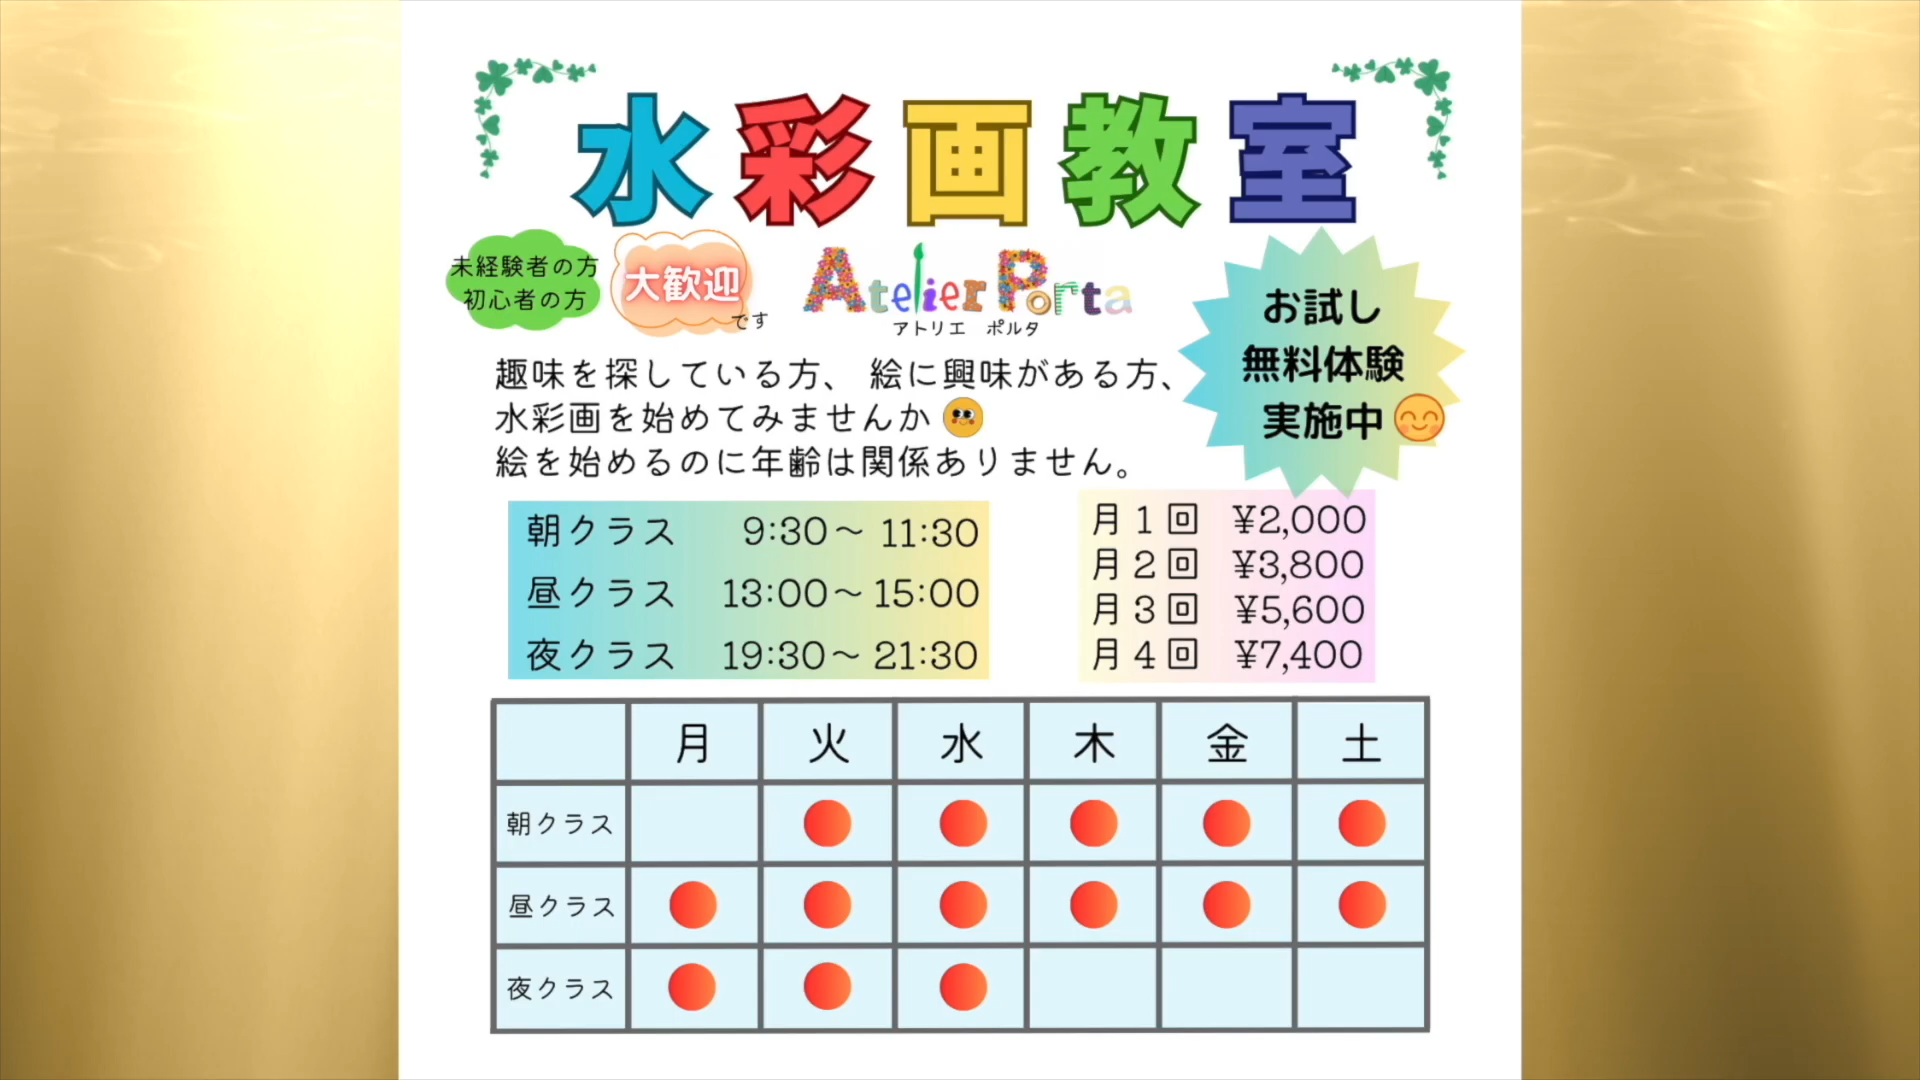 水彩画教室
未経験者の方
初心者の方
大歓迎
です
Atelier Porta
アトリエ ポルタ
お試し
無料体験
実施中
趣味を探している方、 絵に興味がある方、
水彩画を始めてみませんか
絵を始めるのに年齢は関係ありません。
朝クラス 9:30〜 11:30
昼クラス 13:00〜 15:00
夜クラス 19:30〜 21:30
月1回 ¥2,000
月2回 ¥3,800
月3回 ¥5,600
月4回 ¥7,400
月 火 水 木 金 土
朝クラス
昼クラス
夜クラス